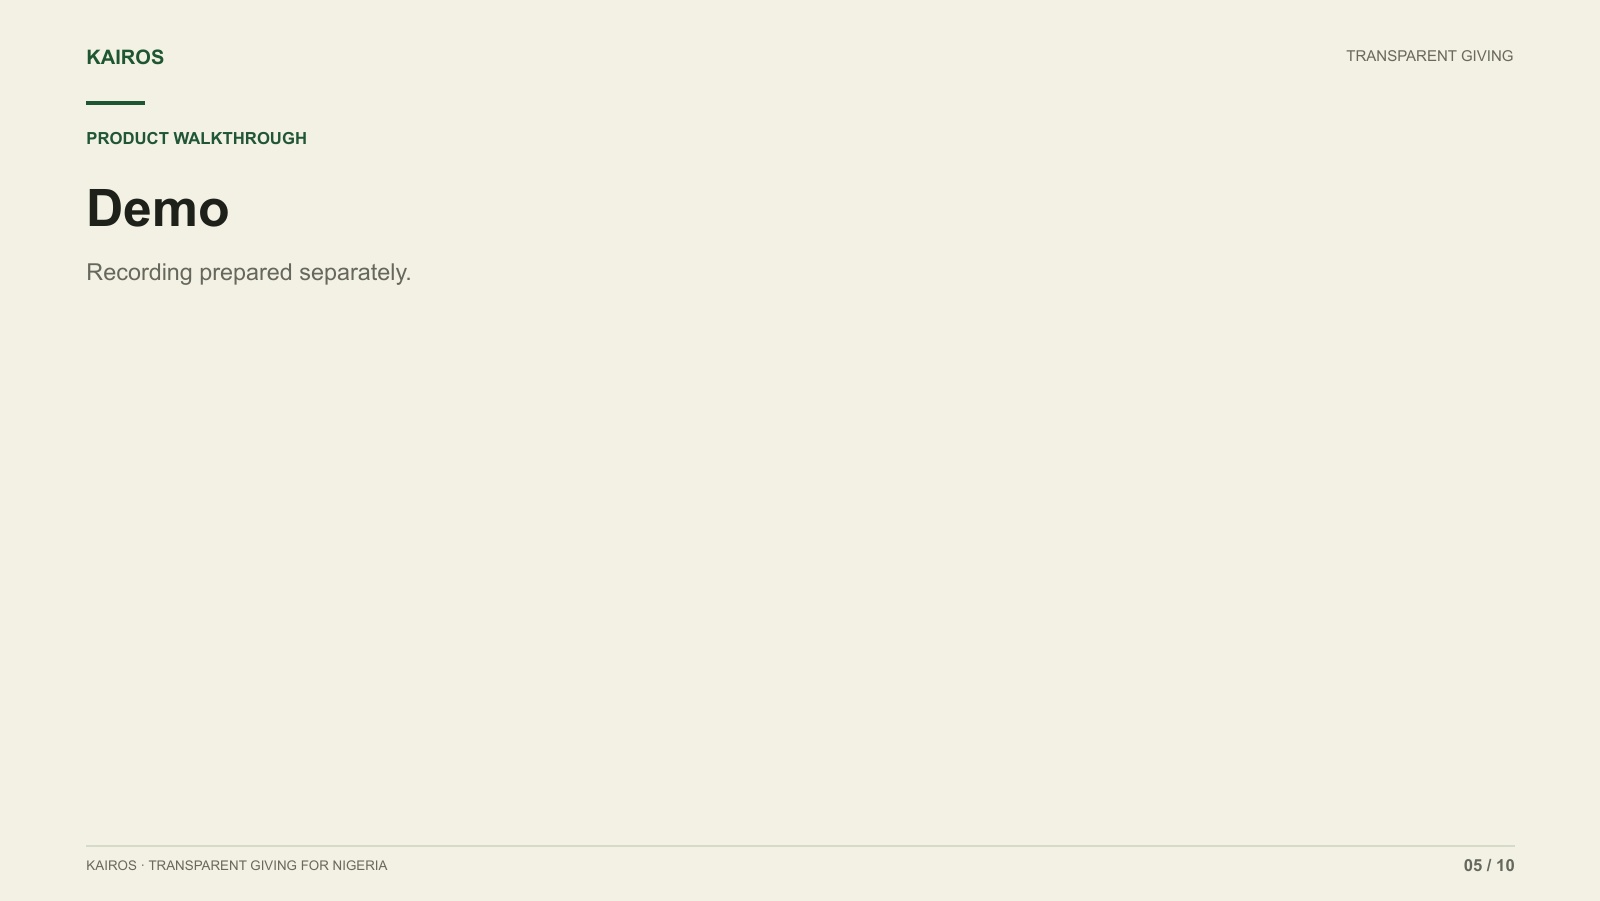 KAIROS
TRANSPARENT GIVING
PRODUCT WALKTHROUGH
Demo
Recording prepared separately.
KAIROS · TRANSPARENT GIVING FOR NIGERIA
05 / 10